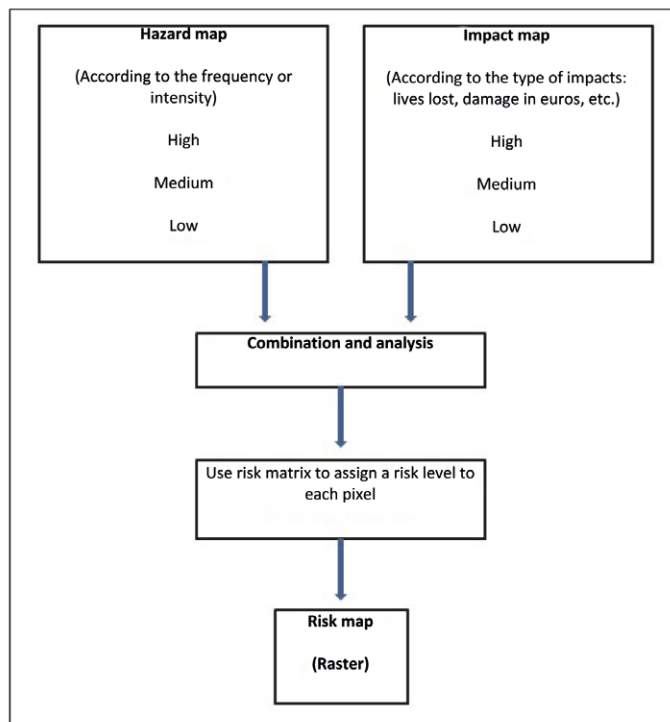 Hazard map
(According to the frequency or
intensity)
High
Medium
Low
Impact map
(According to the type of impacts:
lives lost, damage in euros, etc.)
High
Medium
Low
Combination and analysis
Use risk matrix to assign a risk level to
each pixel
Risk map
(Raster)